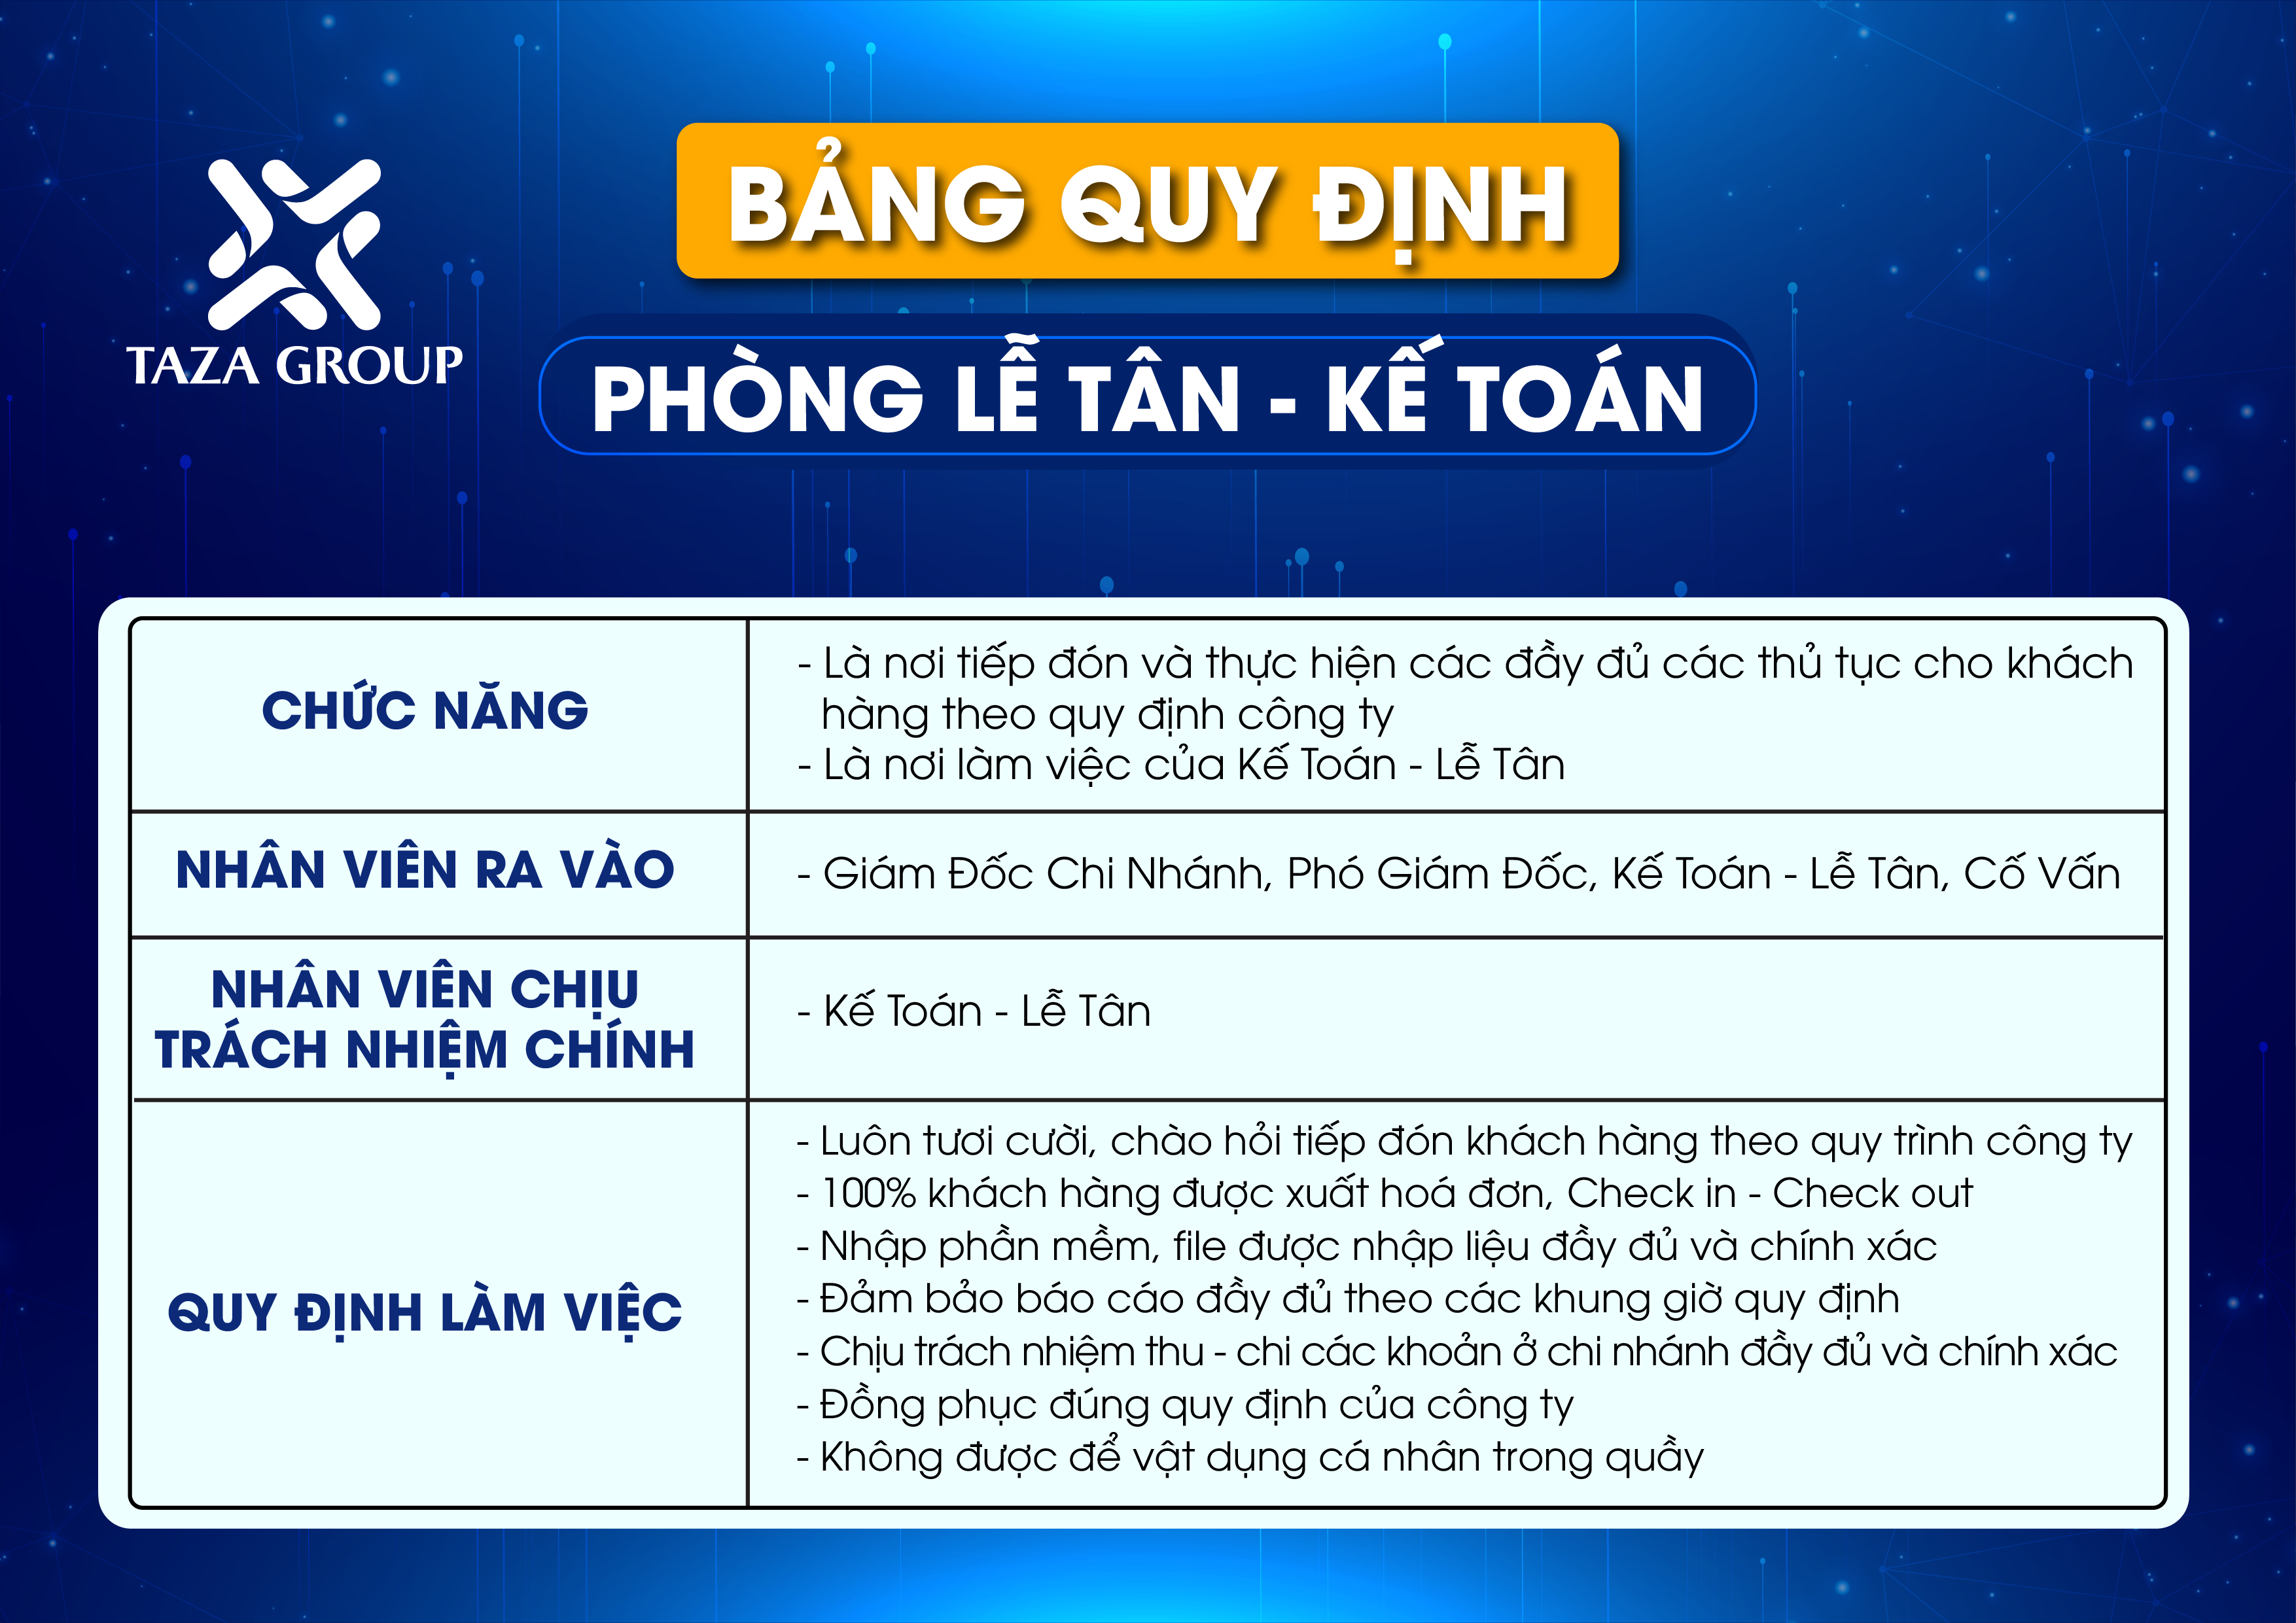 BẢNG QUY ĐỊNH
TAZA GROUP
PHÒNG LỄ TÂN - KẾ TOÁN
CHỨC NĂNG
- Là nơi tiếp đón và thực hiện các đầy đủ các thủ tục cho khách
hàng theo quy định công ty
- Là nơi làm việc của Kế Toán - Lễ Tân
NHÂN VIÊN RA VÀO
- Giám Đốc Chi Nhánh, Phó Giám Đốc, Kế Toán - Lễ Tân, Cố Vấn
NHÂN VIÊN CHỊU
TRÁCH NHIỆM CHÍNH
- Kế Toán - Lễ Tân
QUY ĐỊNH LÀM VIỆC
- Luôn tươi cười, chào hỏi tiếp đón khách hàng theo quy trình công ty
- 100% khách hàng được xuất hoá đơn, Check in - Check out
- Nhập phần mềm, file được nhập liệu đầy đủ và chính xác
- Đảm bảo báo cáo đầy đủ theo các khung giờ quy định
- Chịu trách nhiệm thu - chi các khoản ở chi nhánh đầy đủ và chính xác
- Đồng phục đúng quy định của công ty
- Không được để vật dụng cá nhân trong quầy